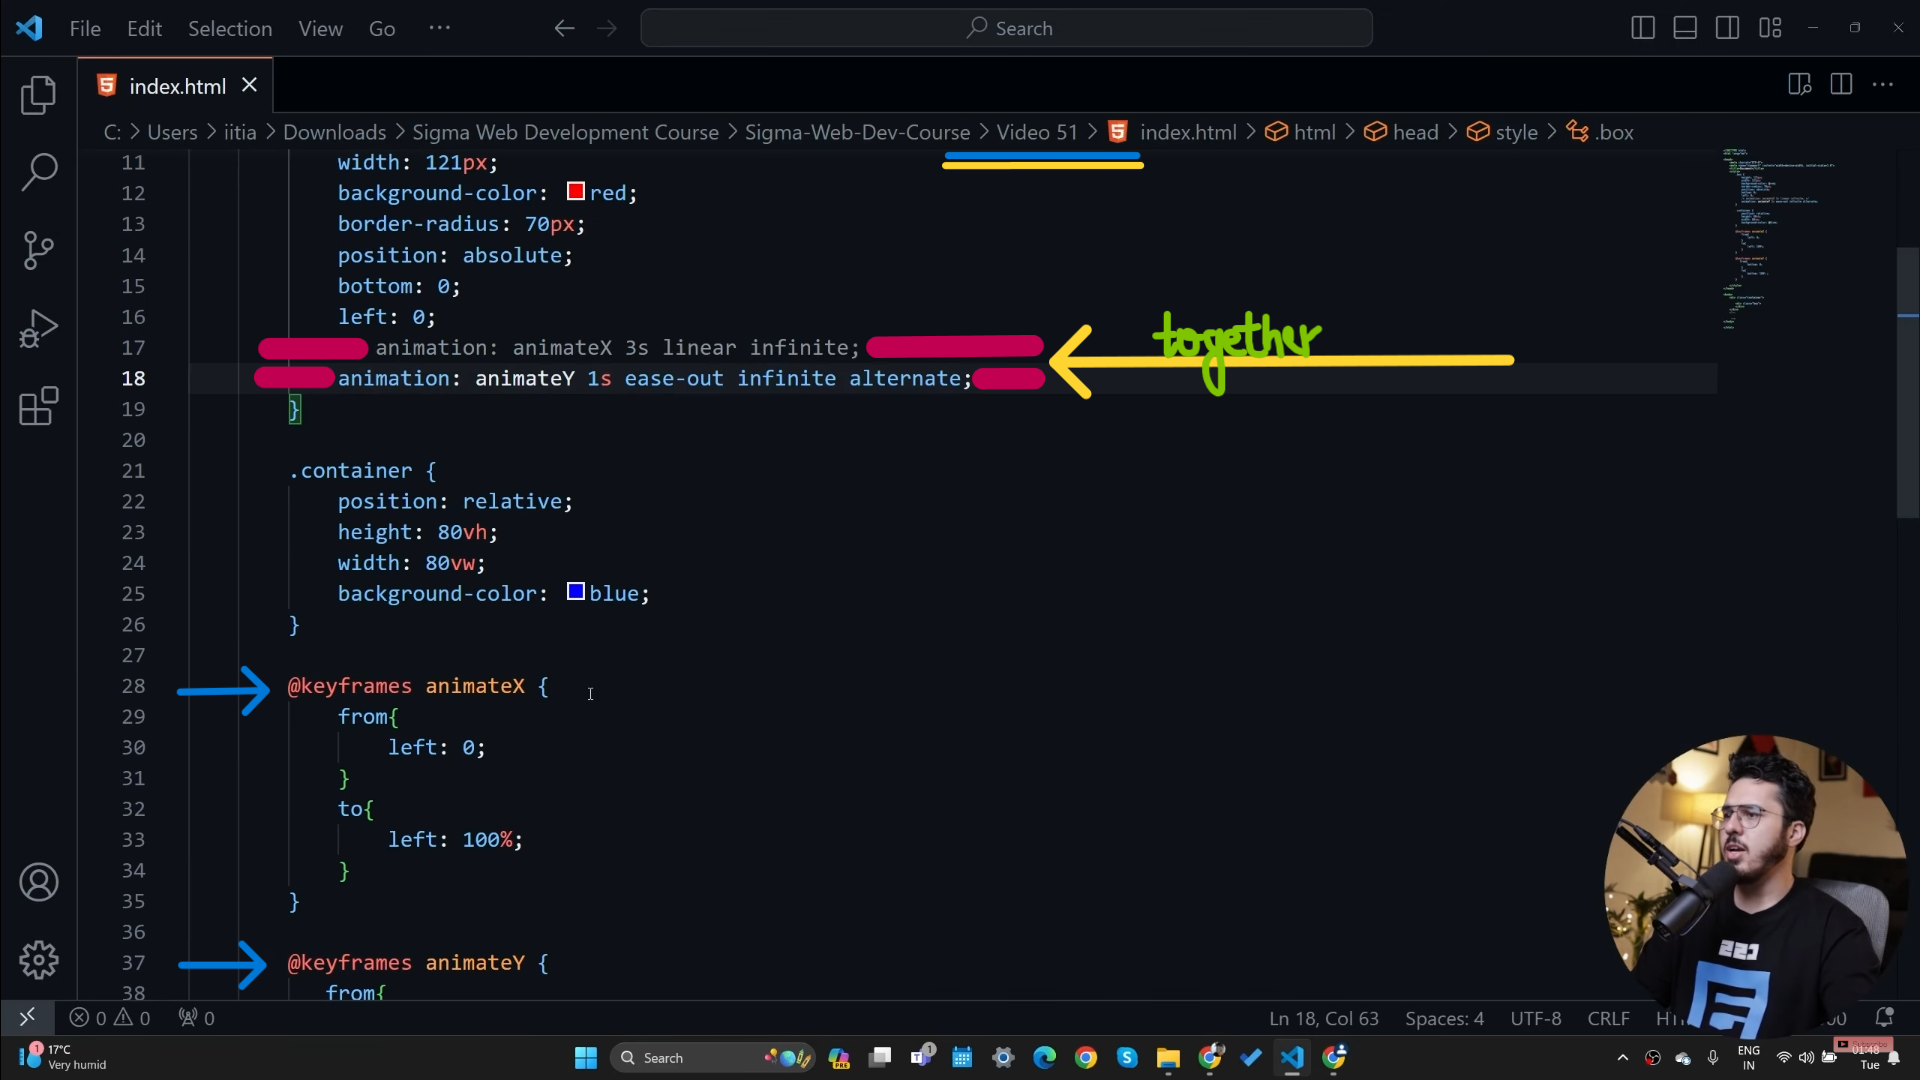 File Edit Selection View Go ··· Search
index.html
C: > Users > iitia > Downloads > Sigma Web Development Course > Sigma-Web-Dev-Course > Video 51 > index.html > html > head > style > .box
11 width: 121px;
12 background-color: red;
13 border-radius: 70px;
14 position: absolute;
15 bottom: 0;
16 left: 0;
together
17 animation: animateX 3s linear infinite;
18 animation: animateY 1s ease-out infinite alternate;
19 }
20
21 .container {
22 position: relative;
23 height: 80vh;
24 width: 80vw;
25 background-color: blue;
26 }
27
28 @keyframes animateX {
29 from{
30 left: 0;
31 }
32 to{
33 left: 100%;
34 }
35 }
36
37 @keyframes animateY {
38 from{
0 0 0 Ln 18, Col 63 Spaces: 4 UTF-8 CRLF
17°C
Very humid
Search
ENG
IN
01:48
Tue